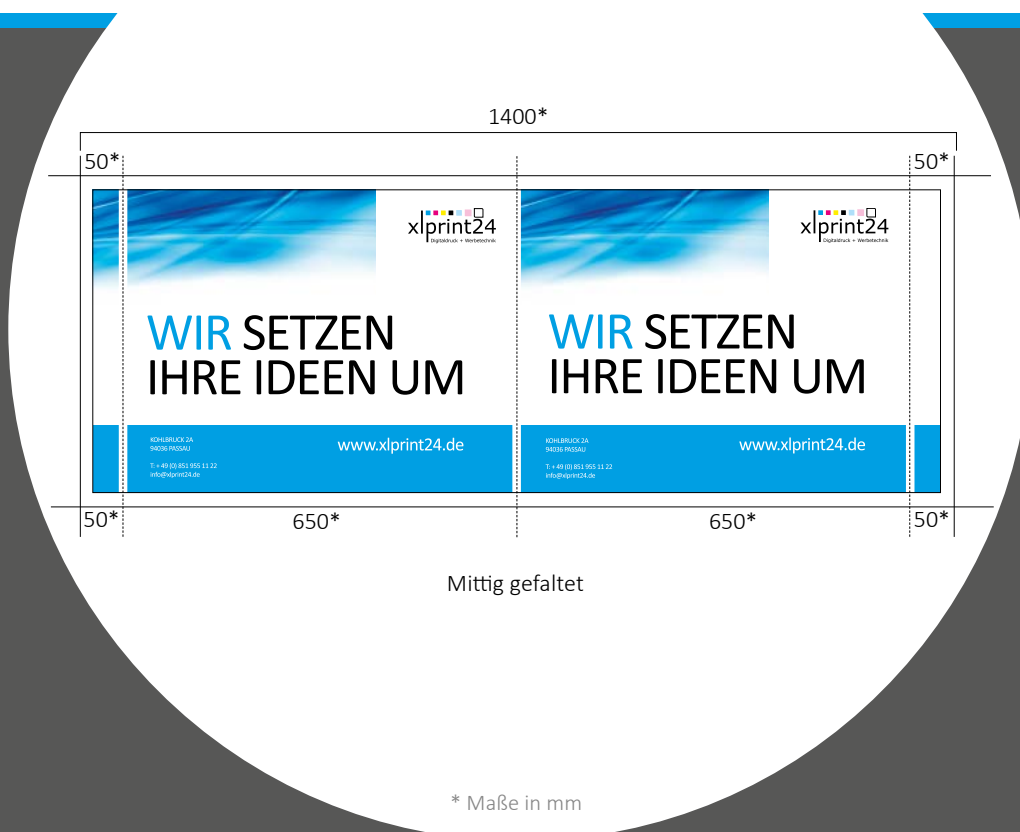 1400*
50*
50*
xlprint24
Digitaldruck + Werbetechnik
WIR SETZEN
IHRE IDEEN UM
KOHLBRUCK 2A
94036 PASSAU
T: + 49 (0) 851 955 11 22
info@xlprint24.de
www.xlprint24.de
xlprint24
Digitaldruck + Werbetechnik
WIR SETZEN
IHRE IDEEN UM
KOHLBRUCK 2A
94036 PASSAU
T: + 49 (0) 851 955 11 22
info@xlprint24.de
www.xlprint24.de
50*
650*
650*
50*
Mittig gefaltet
* Maße in mm